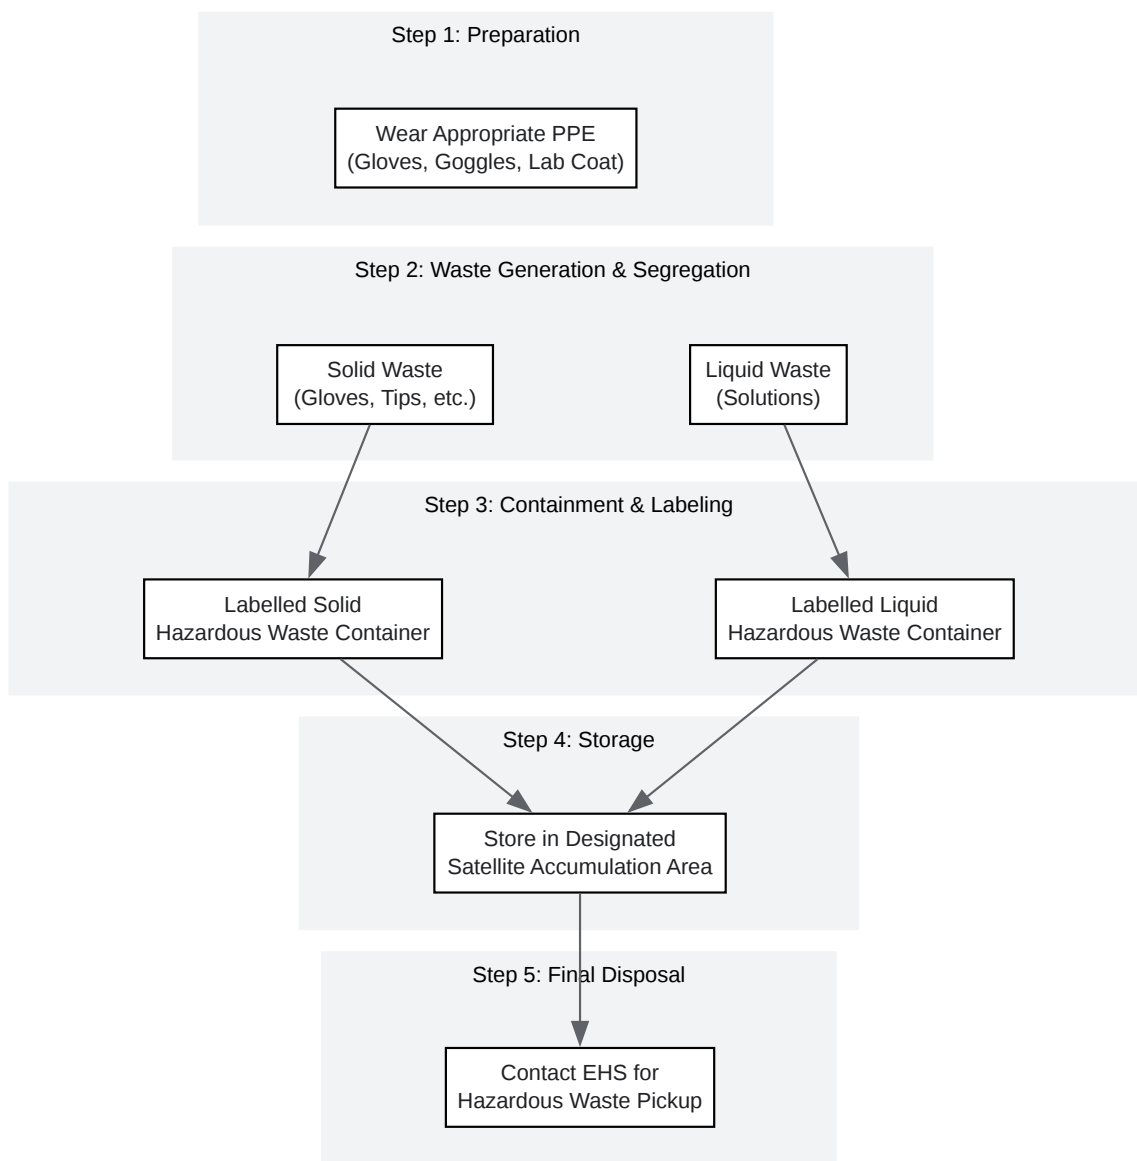 Step 1: Preparation
Wear Appropriate PPE
(Gloves, Goggles, Lab Coat)
Step 2: Waste Generation & Segregation
Solid Waste
(Gloves, Tips, etc.)
Liquid Waste
(Solutions)
Step 3: Containment & Labeling
Labelled Solid
Hazardous Waste Container
Labelled Liquid
Hazardous Waste Container
Step 4: Storage
Store in Designated
Satellite Accumulation Area
Step 5: Final Disposal
Contact EHS for
Hazardous Waste Pickup